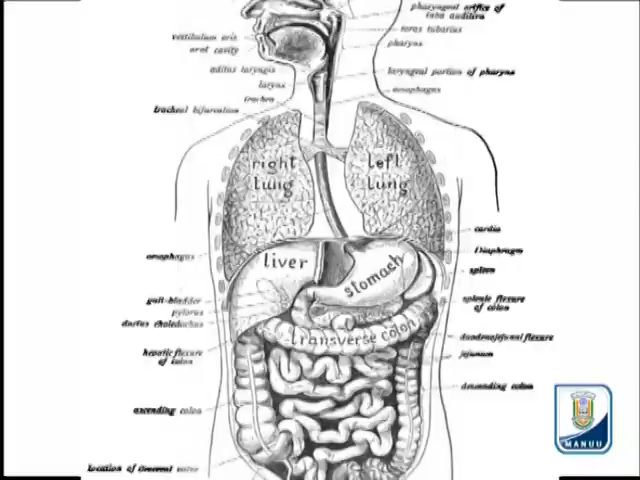 pharyngeal orifice of
tuba auditiva
torus tubarius
pharynx
laryngeal portion of pharynx
oesophagus
vestibulum oris
oral cavity
aditus laryngis
larynx
trachea
tracheal bifurcation
right
lung
left
lung
cardia
Diaphragm
spleen
splenic flexure
of colon
duodenojejunal flexure
jejunum
descending colon
oesophagus
gall-bladder
pylorus
ductus choledochus
hepatic flexure
of colon
ascending colon
Location of
liver
stomach
transverse colon
MANUU